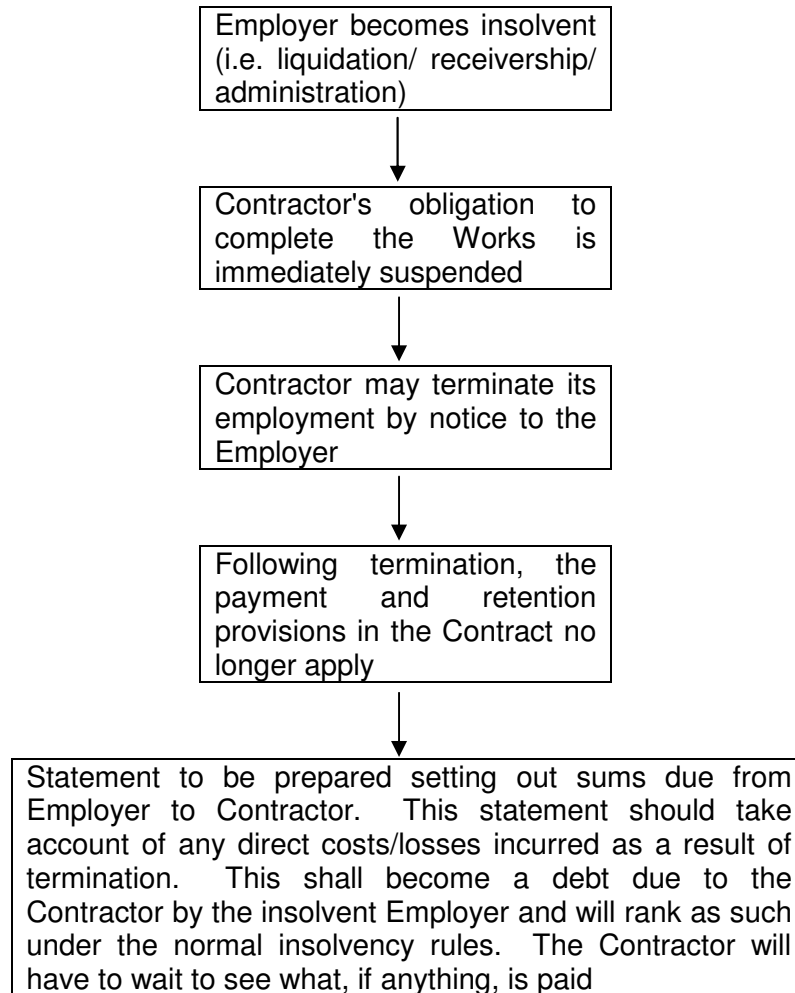 Employer becomes insolvent
(i.e. liquidation/ receivership/
administration)
Contractor's obligation to
complete the Works is
immediately suspended
Contractor may terminate its
employment by notice to the
Employer
Following termination, the
payment and retention
provisions in the Contract no
longer apply
Statement to be prepared setting out sums due from
Employer to Contractor. This statement should take
account of any direct costs/losses incurred as a result of
termination. This shall become a debt due to the
Contractor by the insolvent Employer and will rank as such
under the normal insolvency rules. The Contractor will
have to wait to see what, if anything, is paid